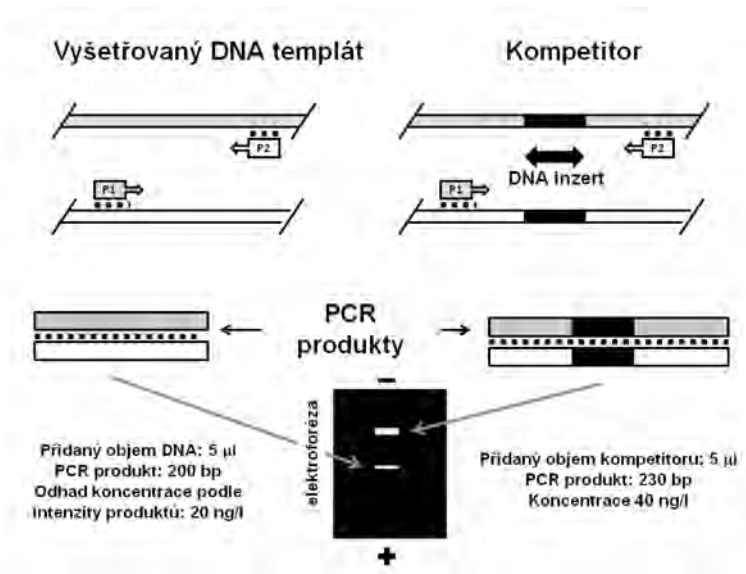 Vyšetřovaný DNA templát
Kompetitor
P2
P2
P1
DNA inzert
P1
PCR
produkty
−
elektroforéza
Přidaný objem DNA: 5 µl
PCR produkt: 200 bp
Odhad koncentrace podle
intenzity produktů: 20 ng/l
Přidaný objem kompetitoru: 5 µl
PCR produkt: 230 bp
Koncentrace 40 ng/l
+